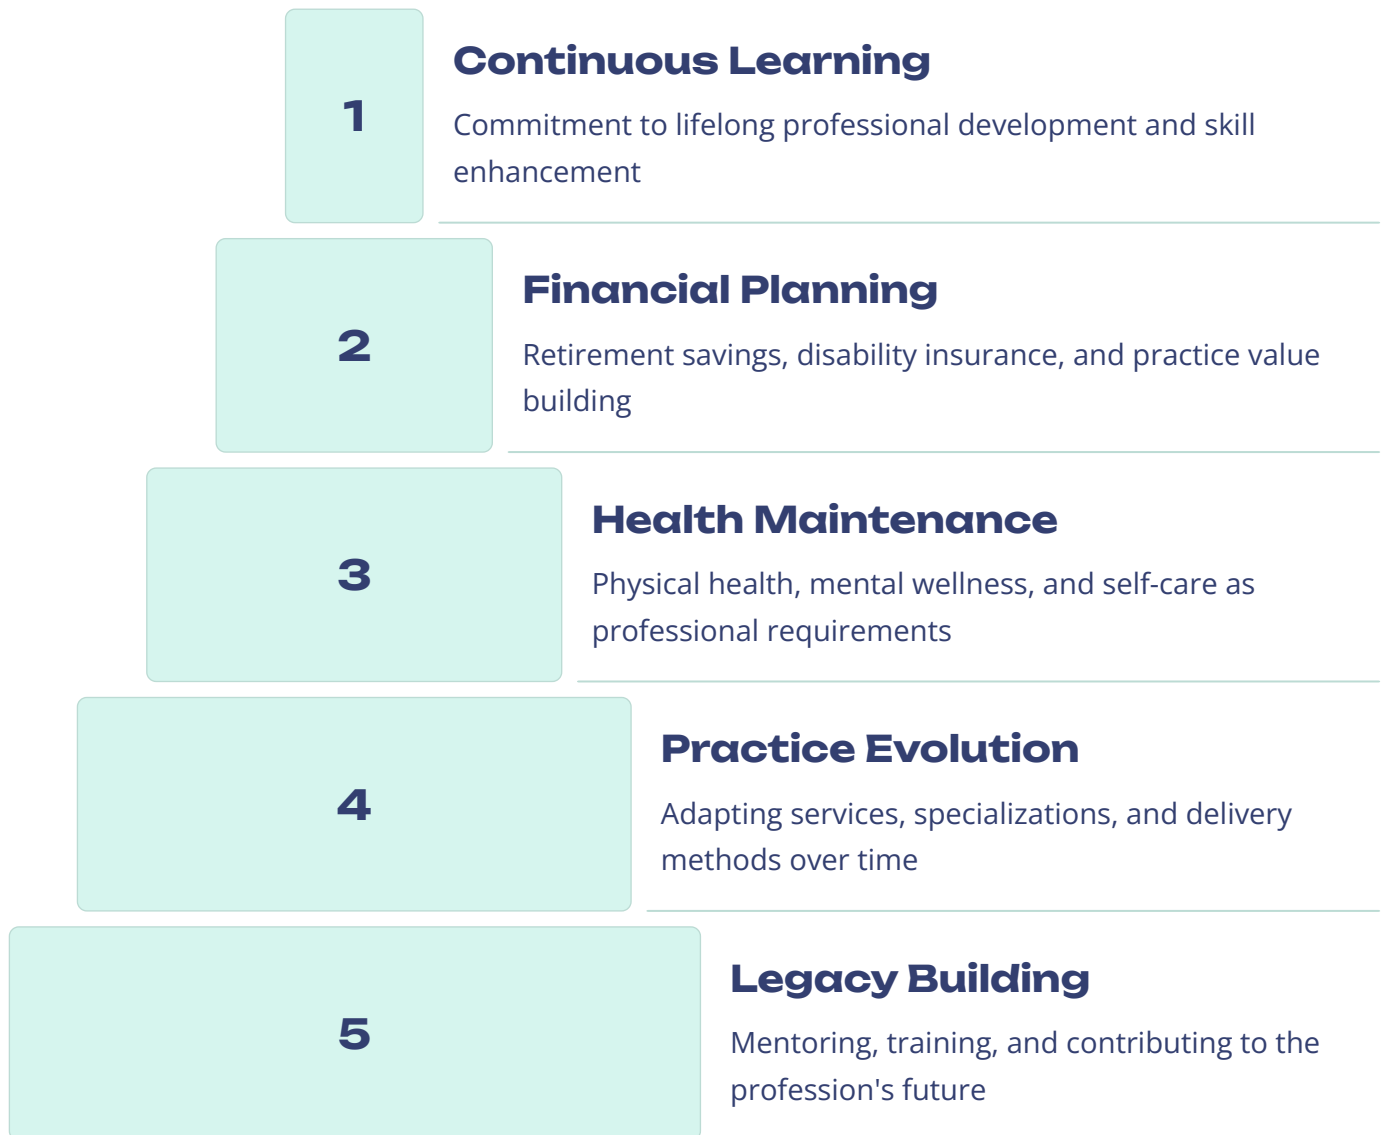 1
Continuous Learning
Commitment to lifelong professional development and skill
enhancement
2
Financial Planning
Retirement savings, disability insurance, and practice value
building
3
Health Maintenance
Physical health, mental wellness, and self-care as
professional requirements
4
Practice Evolution
Adapting services, specializations, and delivery
methods over time
5
Legacy Building
Mentoring, training, and contributing to the
profession's future